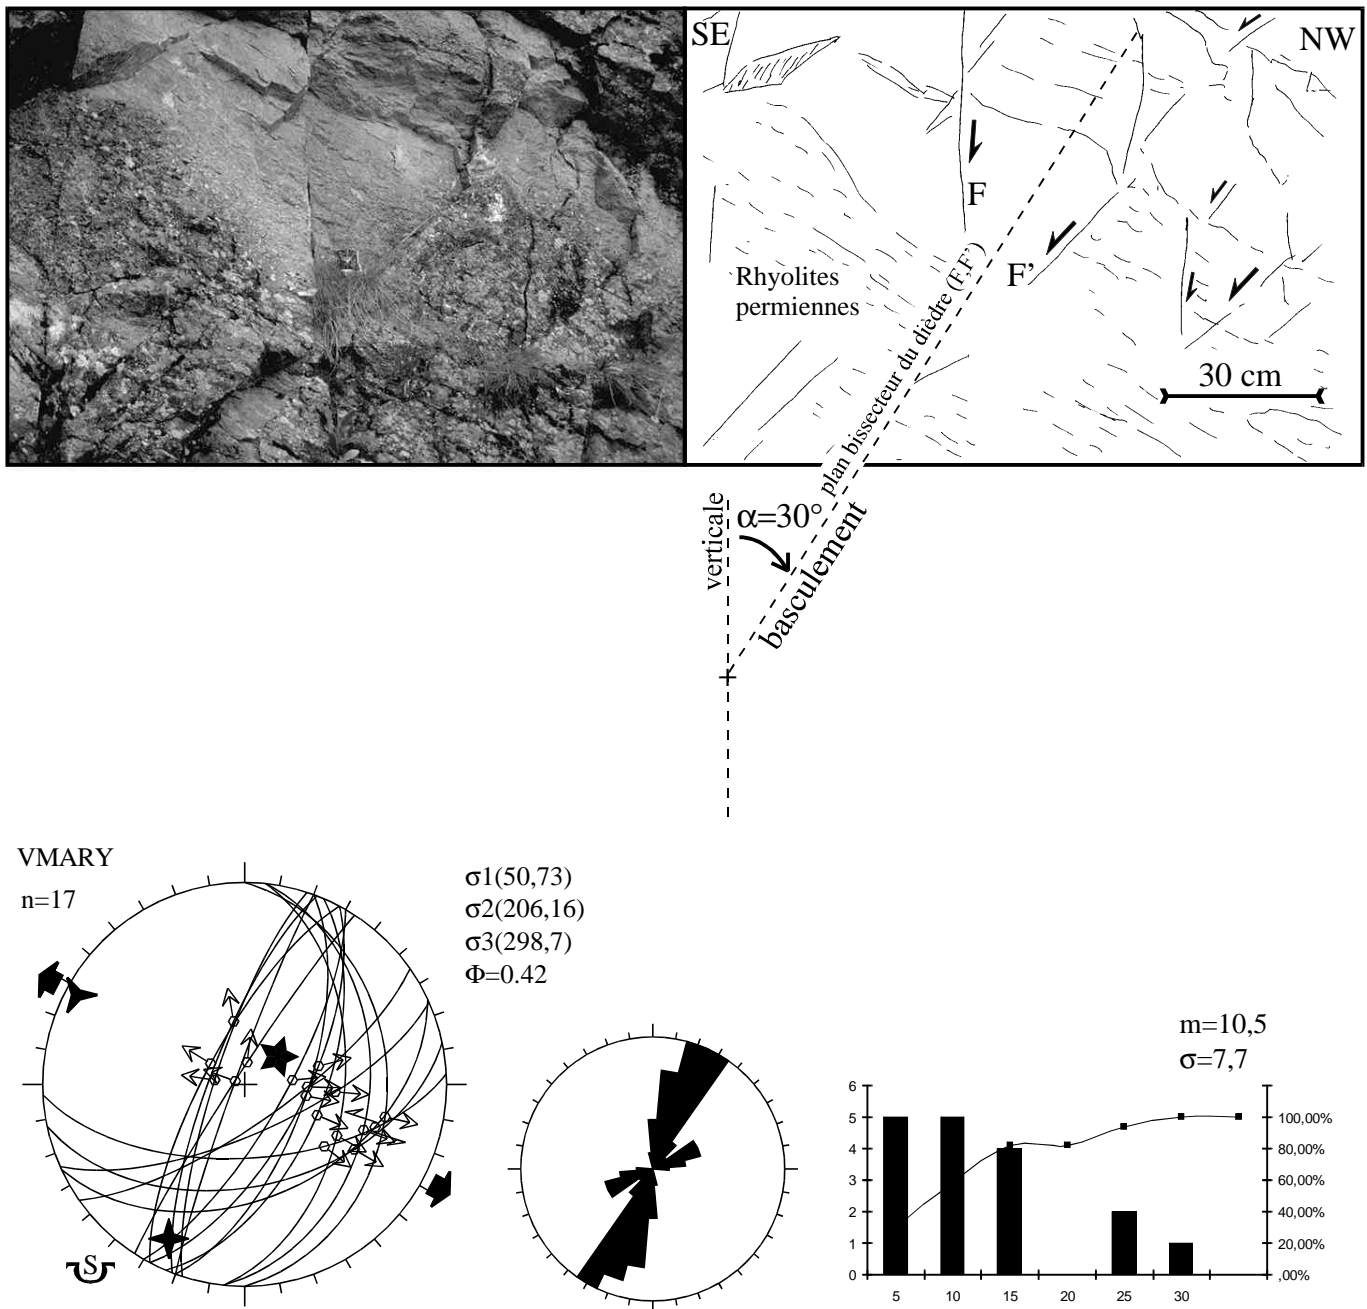 SE
NW
F
F'
Rhyolites
permiennes
plan bissecteur du dièdre (F,F')
30 cm
verticale
α=30°
basculement
VMARY
n=17
σ1(50,73)
σ2(206,16)
σ3(298,7)
Φ=0.42
S
m=10,5
σ=7,7
6
5
4
3
2
1
0
5
10
15
20
25
30
100,00%
80,00%
60,00%
40,00%
20,00%
,00%